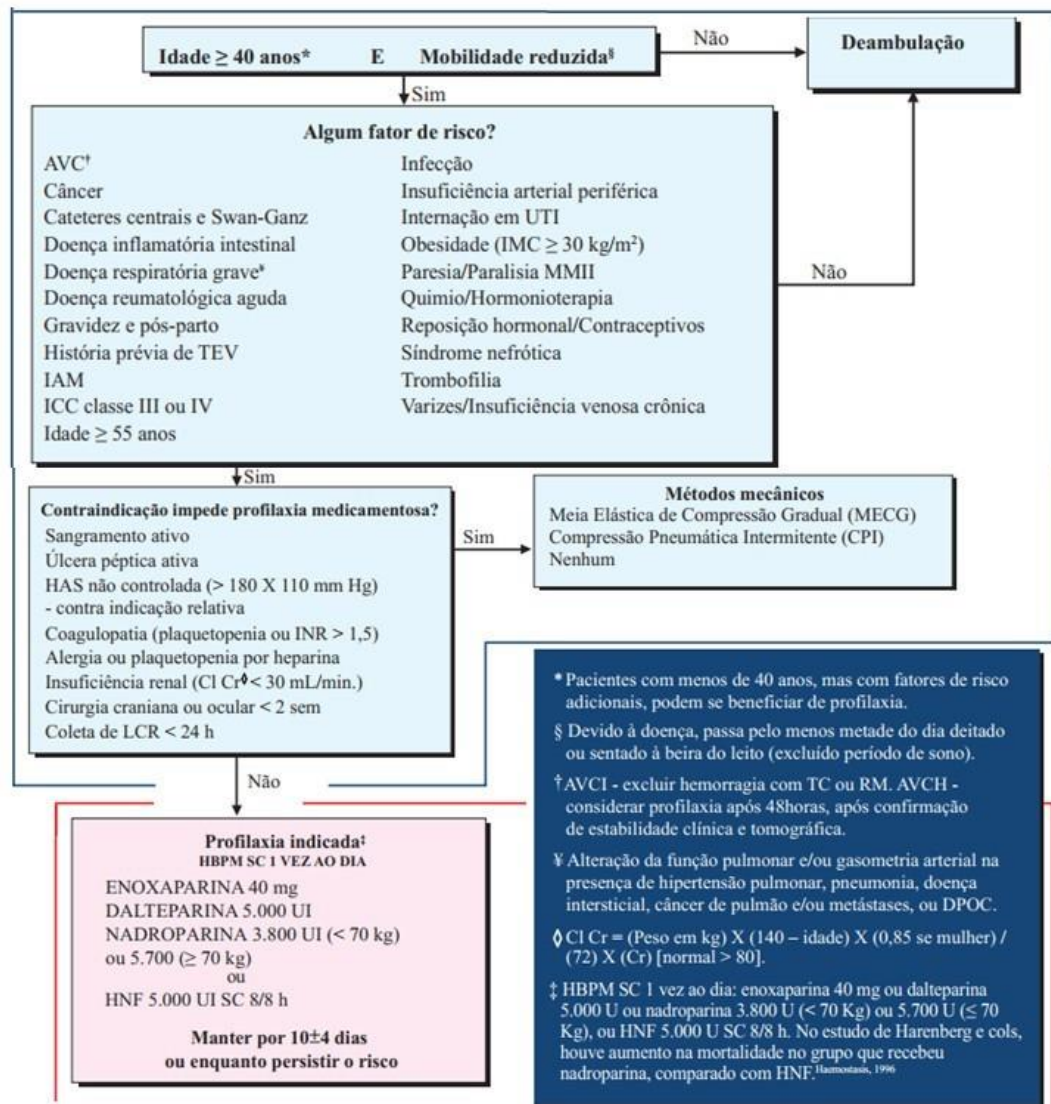 Idade ≥ 40 anos* E Mobilidade reduzida§
Não
Deambulação
Sim
Algum fator de risco?
AVC†
Câncer
Cateteres centrais e Swan-Ganz
Doença inflamatória intestinal
Doença respiratória grave¥
Doença reumatológica aguda
Gravidez e pós-parto
História prévia de TEV
IAM
ICC classe III ou IV
Idade ≥ 55 anos
Infecção
Insuficiência arterial periférica
Internação em UTI
Obesidade (IMC ≥ 30 kg/m²)
Paresia/Paralisia MMII
Quimio/Hormonioterapia
Reposição hormonal/Contraceptivos
Síndrome nefrótica
Trombofilia
Varizes/Insuficiência venosa crônica
Não
Sim
Contraindicação impede profilaxia medicamentosa?
Sangramento ativo
Úlcera péptica ativa
HAS não controlada (> 180 X 110 mm Hg)
- contra indicação relativa
Coagulopatia (plaquetopenia ou INR > 1,5)
Alergia ou plaquetopenia por heparina
Insuficiência renal (Cl Cr◊ < 30 mL/min.)
Cirurgia craniana ou ocular < 2 sem
Coleta de LCR < 24 h
Sim
Métodos mecânicos
Meia Elástica de Compressão Gradual (MECG)
Compressão Pneumática Intermitente (CPI)
Nenhum
Não
Profilaxia indicada‡
HBPM SC 1 VEZ AO DIA
ENOXAPARINA 40 mg
DALTEPARINA 5.000 UI
NADROPARINA 3.800 UI (< 70 kg)
ou 5.700 (≥ 70 kg)
ou
HNF 5.000 UI SC 8/8 h
Manter por 10±4 dias
ou enquanto persistir o risco
* Pacientes com menos de 40 anos, mas com fatores de risco
adicionais, podem se beneficiar de profilaxia.
§ Devido à doença, passa pelo menos metade do dia deitado
ou sentado à beira do leito (excluído período de sono).
† AVCI - excluir hemorragia com TC ou RM. AVCH -
considerar profilaxia após 48horas, após confirmação
de estabilidade clínica e tomográfica.
¥ Alteração da função pulmonar e/ou gasometria arterial na
presença de hipertensão pulmonar, pneumonia, doença
intersticial, câncer de pulmão e/ou metástases, ou DPOC.
◊ Cl Cr = (Peso em kg) X (140 – idade) X (0,85 se mulher) /
(72) X (Cr) [normal > 80].
‡ HBPM SC 1 vez ao dia: enoxaparina 40 mg ou dalteparina
5.000 U ou nadroparina 3.800 U (< 70 Kg) ou 5.700 U (≤ 70
Kg), ou HNF 5.000 U SC 8/8 h. No estudo de Harenberg e cols,
houve aumento na mortalidade no grupo que recebeu
nadroparina, comparado com HNF. Haemostasis, 1996